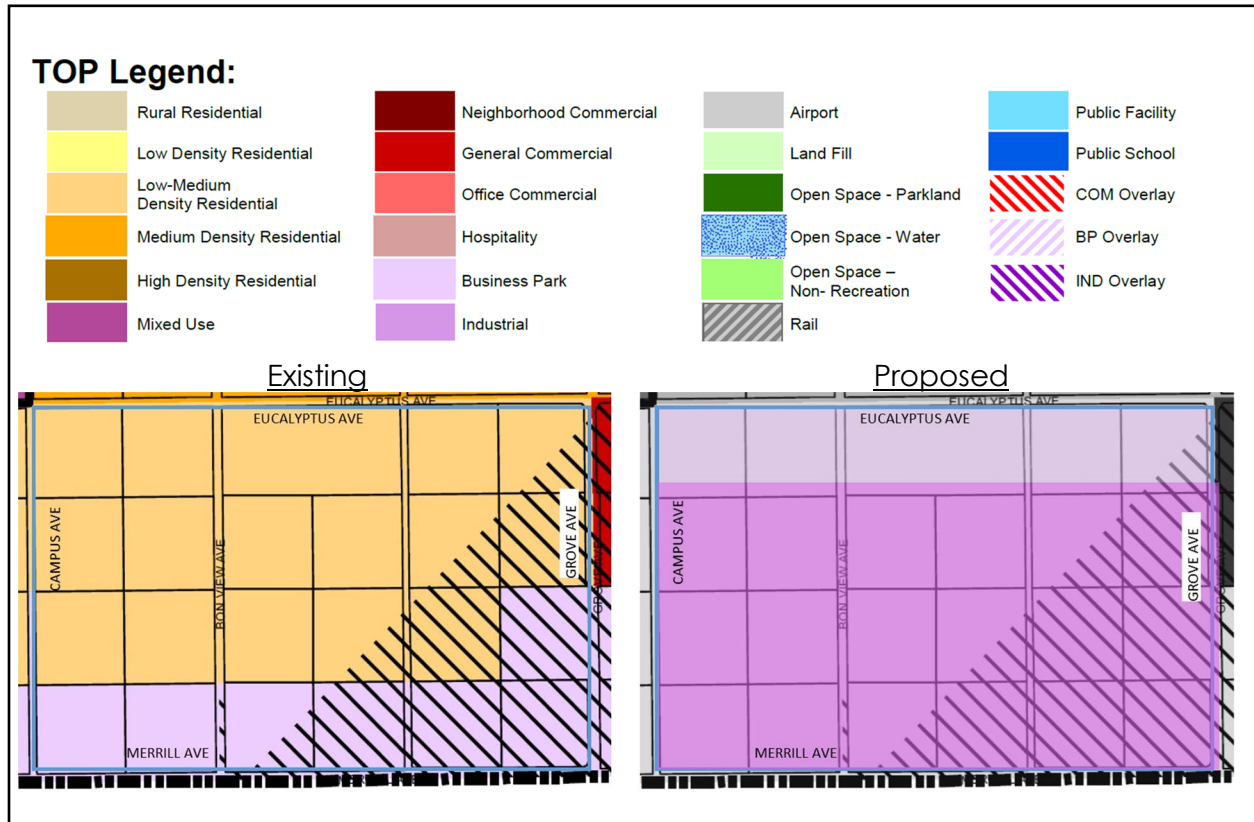 TOP Legend:
Rural Residential
Low Density Residential
Low-Medium
Density Residential
Medium Density Residential
High Density Residential
Mixed Use
Neighborhood Commercial
General Commercial
Office Commercial
Hospitality
Business Park
Industrial
Airport
Land Fill
Open Space - Parkland
Open Space - Water
Open Space –
Non- Recreation
Rail
Public Facility
Public School
COM Overlay
BP Overlay
IND Overlay
Existing
EUCALYPTUS AVE
EUCALYPTUS AVE
CAMPUS AVE
BON VIEW AVE
GROVE AVE
GROVE AVE
MERRILL AVE
Proposed
EUCALYPTUS AVE
EUCALYPTUS AVE
CAMPUS AVE
BON VIEW AVE
GROVE AVE
GROVE AVE
MERRILL AVE